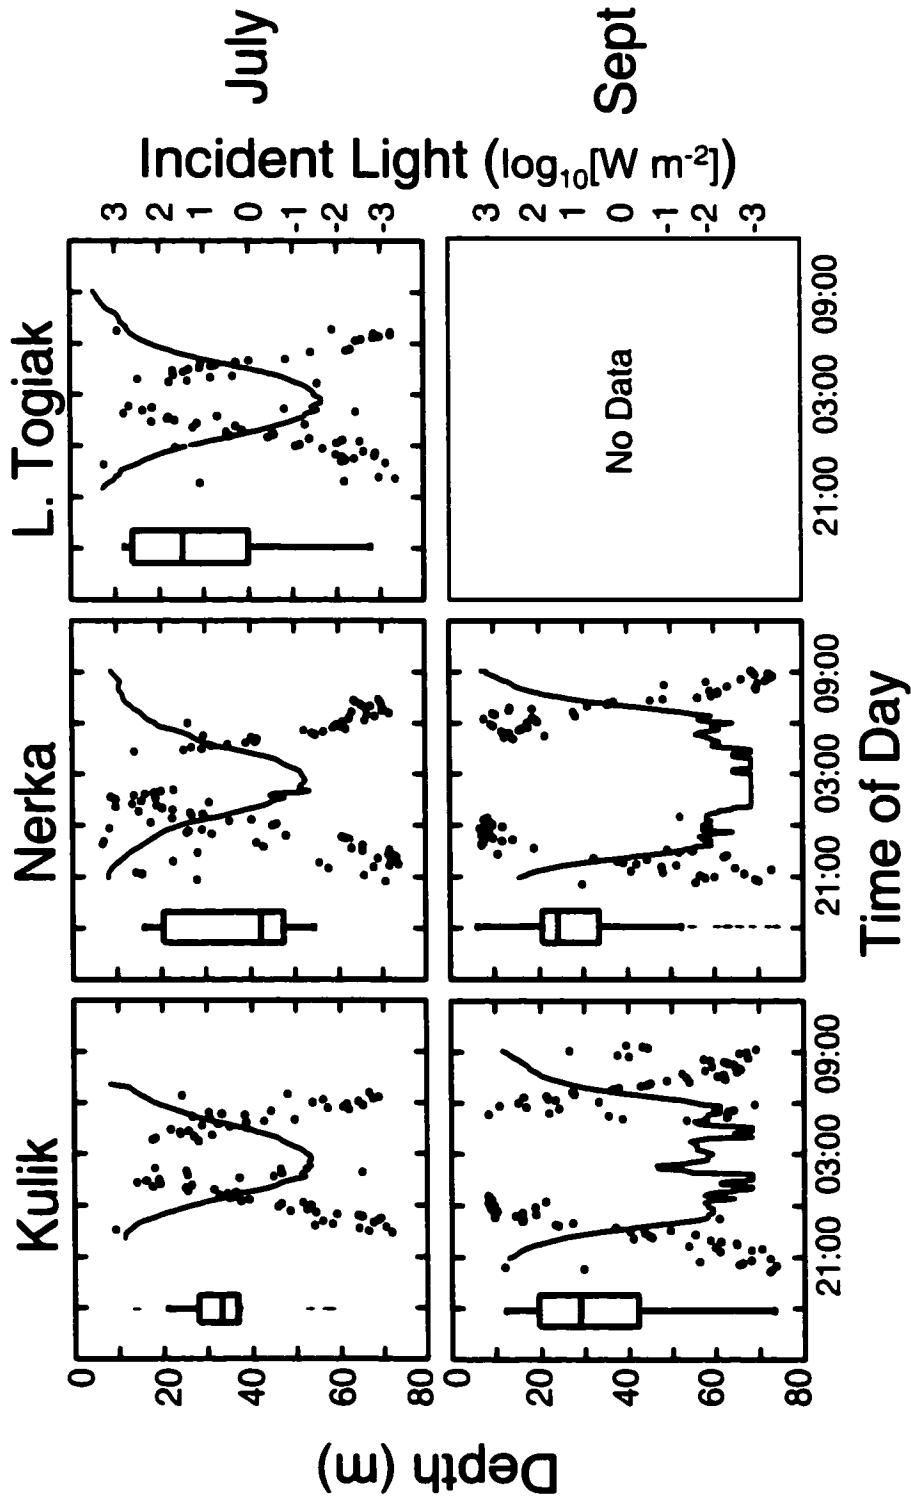 Kulik
Nerka
L. Togiak
Depth (m)
0
20
40
60
80
3
2
1
0
-1
-2
-3
Incident Light (log₁₀[W m⁻²])
July
0
20
40
60
80
No Data
3
2
1
0
-1
-2
-3
Sept
21:00 03:00 09:00
21:00 03:00 09:00
21:00 03:00 09:00
Time of Day